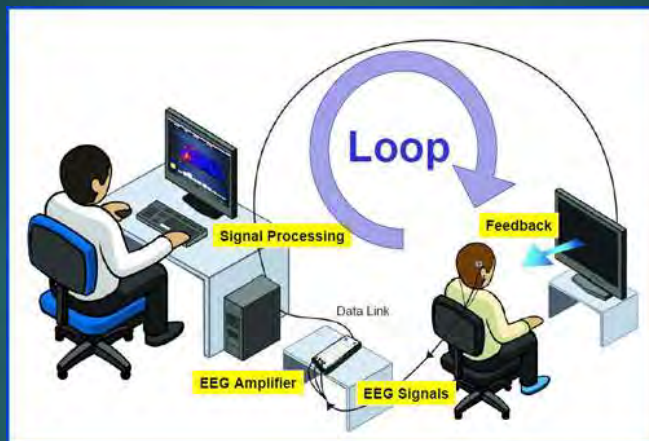 Loop
Feedback
Signal Processing
Data Link
EEG Amplifier
EEG Signals